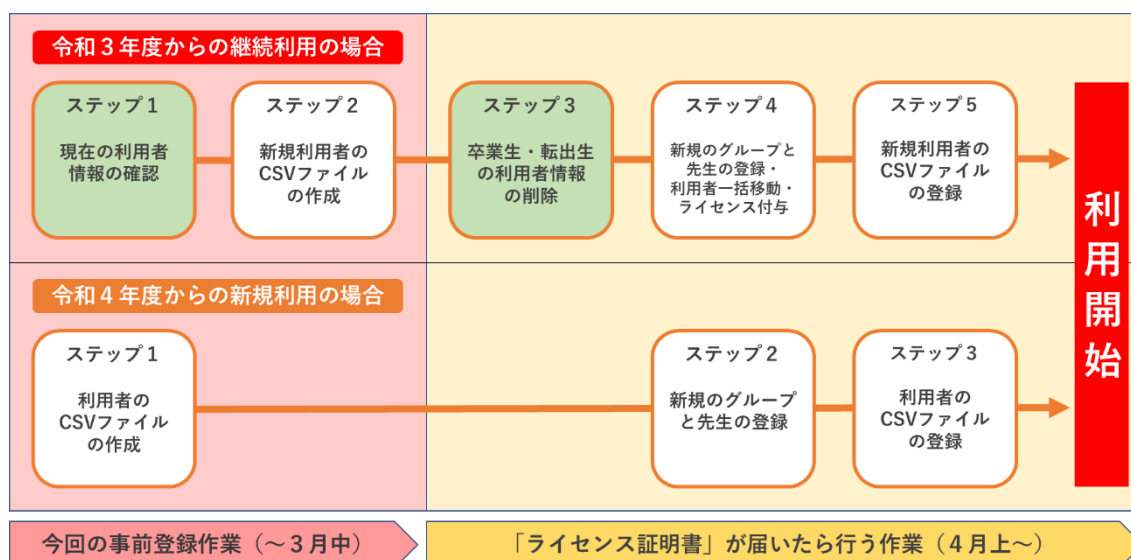 令和３年度からの継続利用の場合
ステップ１
現在の利用者
情報の確認
ステップ２
新規利用者の
CSVファイル
の作成
ステップ３
卒業生・転出生
の利用者情報
の削除
ステップ４
新規のグループと
先生の登録・
利用者一括移動・
ライセンス付与
ステップ５
新規利用者の
CSVファイル
の登録
利用開始
令和４年度からの新規利用の場合
ステップ１
利用者の
CSVファイル
の作成
ステップ２
新規のグループ
と先生の登録
ステップ３
利用者の
CSVファイル
の登録
今回の事前登録作業（～３月中）
「ライセンス証明書」が届いたら行う作業（４月上～）